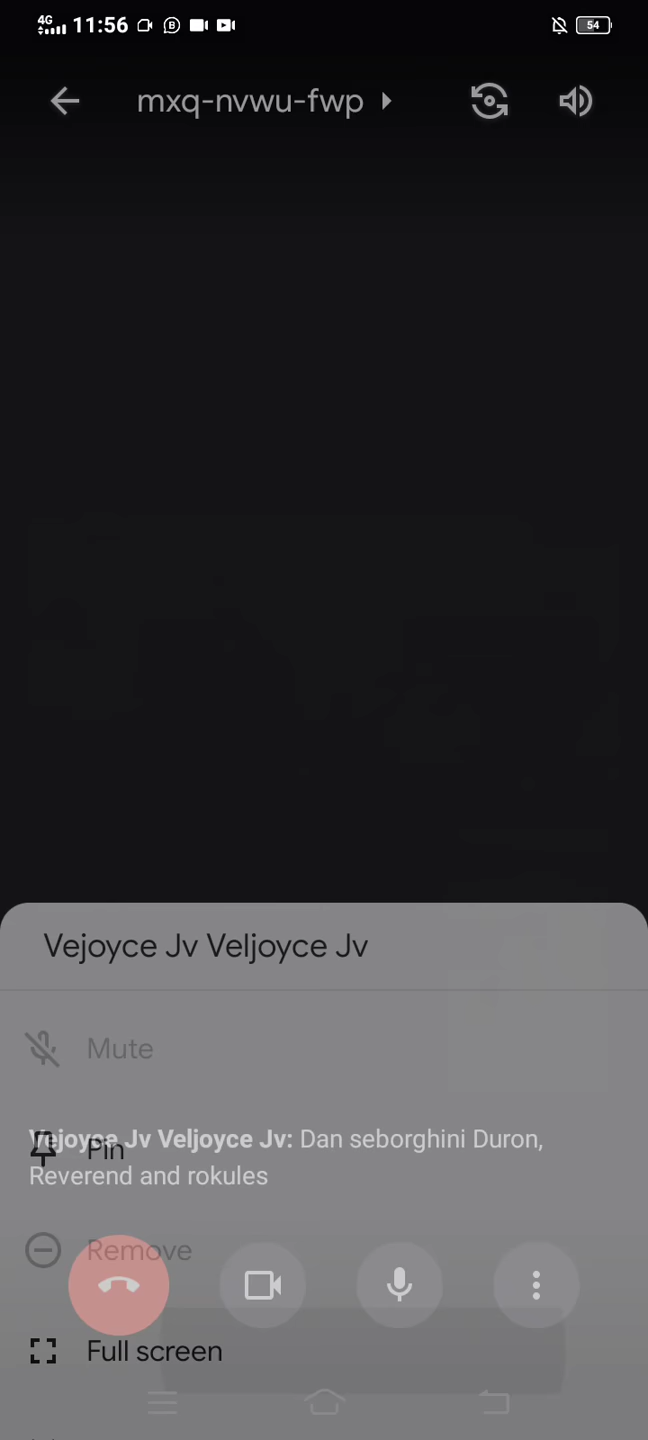 4G 11:56 B 54
mxq-nvwu-fwp
Vejoyce Jv Veljoyce Jv
Mute
Pin
Vejoyce Jv Veljoyce Jv: Dan seborghini Duron,
Reverend and rokules
Remove
Full screen